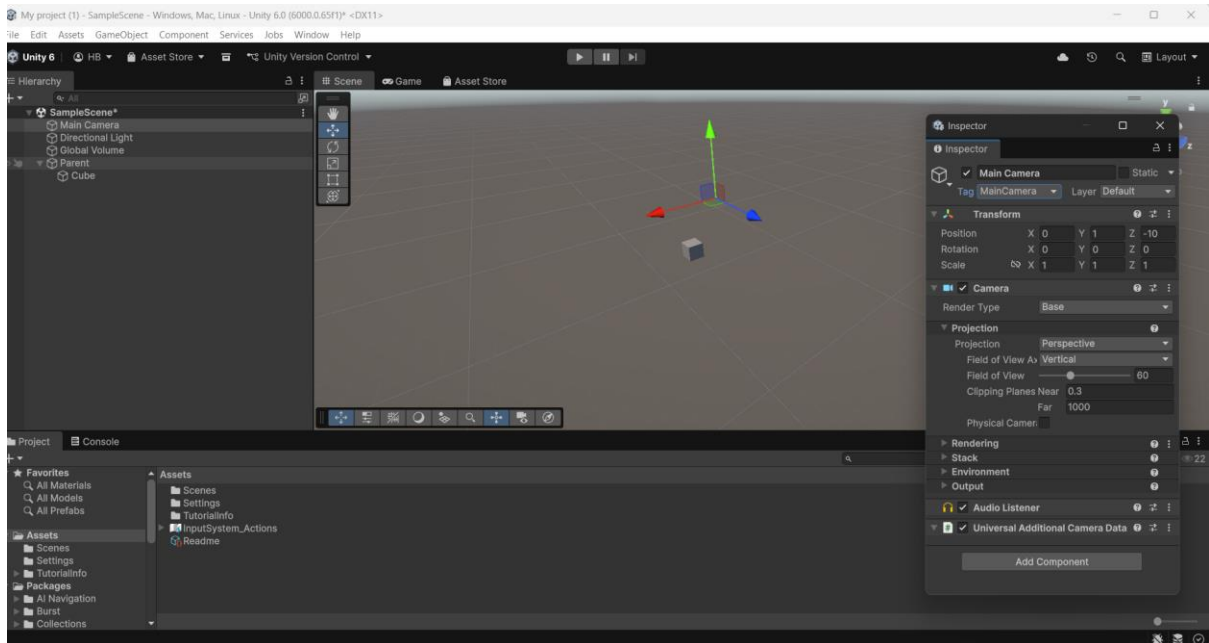 My project (1) - SampleScene - Windows, Mac, Linux - Unity 6.0 (6000.0.65f1)* <DX11>
File Edit Assets GameObject Component Services Jobs Window Help
Unity 6 HB Asset Store Unity Version Control Layout
Hierarchy
All
SampleScene*
Main Camera
Directional Light
Global Volume
Parent
Cube
Scene Game Asset Store
y
z
Inspector
Inspector
Main Camera Static
Tag MainCamera Layer Default
Transform
Position X 0 Y 1 Z -10
Rotation X 0 Y 0 Z 0
Scale X 1 Y 1 Z 1
Camera
Render Type Base
Projection
Projection Perspective
Field of View Ax Vertical
Field of View 60
Clipping Planes Near 0.3
Far 1000
Physical Camer
Rendering
Stack
Environment
Output
Audio Listener
Universal Additional Camera Data
Add Component
Project Console
22
Favorites
All Materials
All Models
All Prefabs
Assets
Scenes
Settings
TutorialInfo
Packages
AI Navigation
Burst
Collections
Assets
Scenes
Settings
TutorialInfo
InputSystem_Actions
Readme